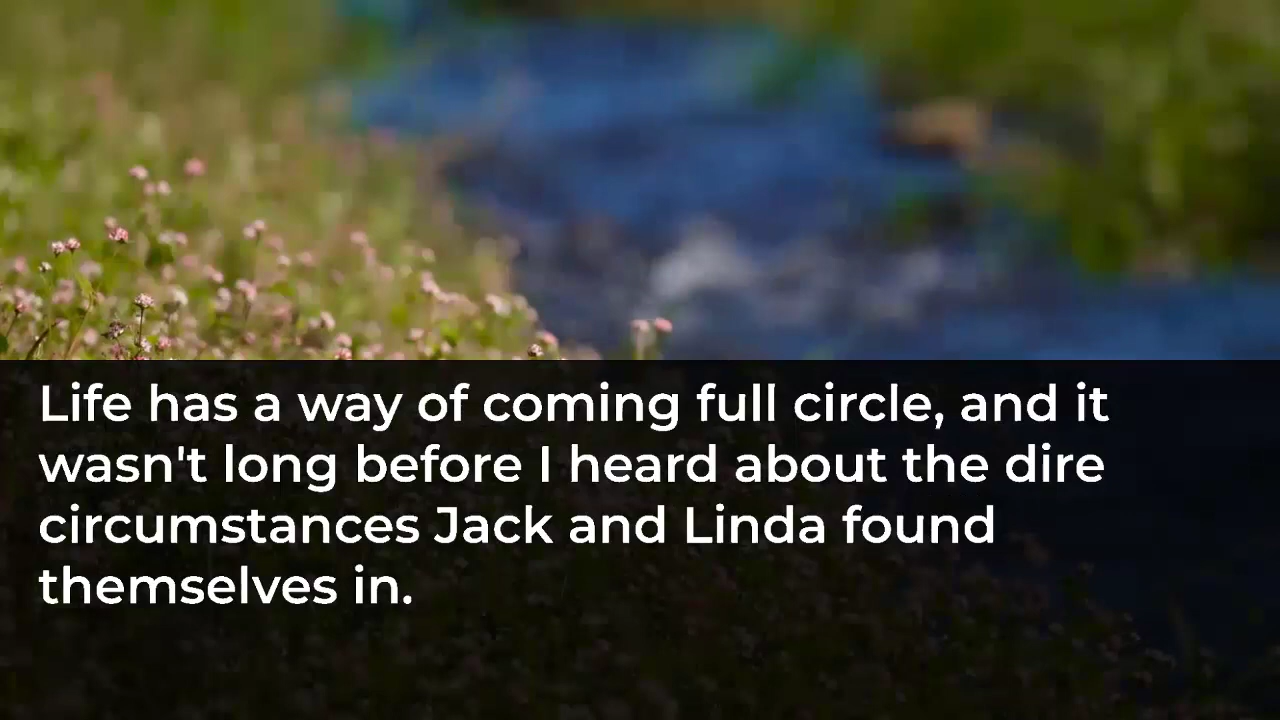 Life has a way of coming full circle, and it
wasn't long before I heard about the dire
circumstances Jack and Linda found
themselves in.